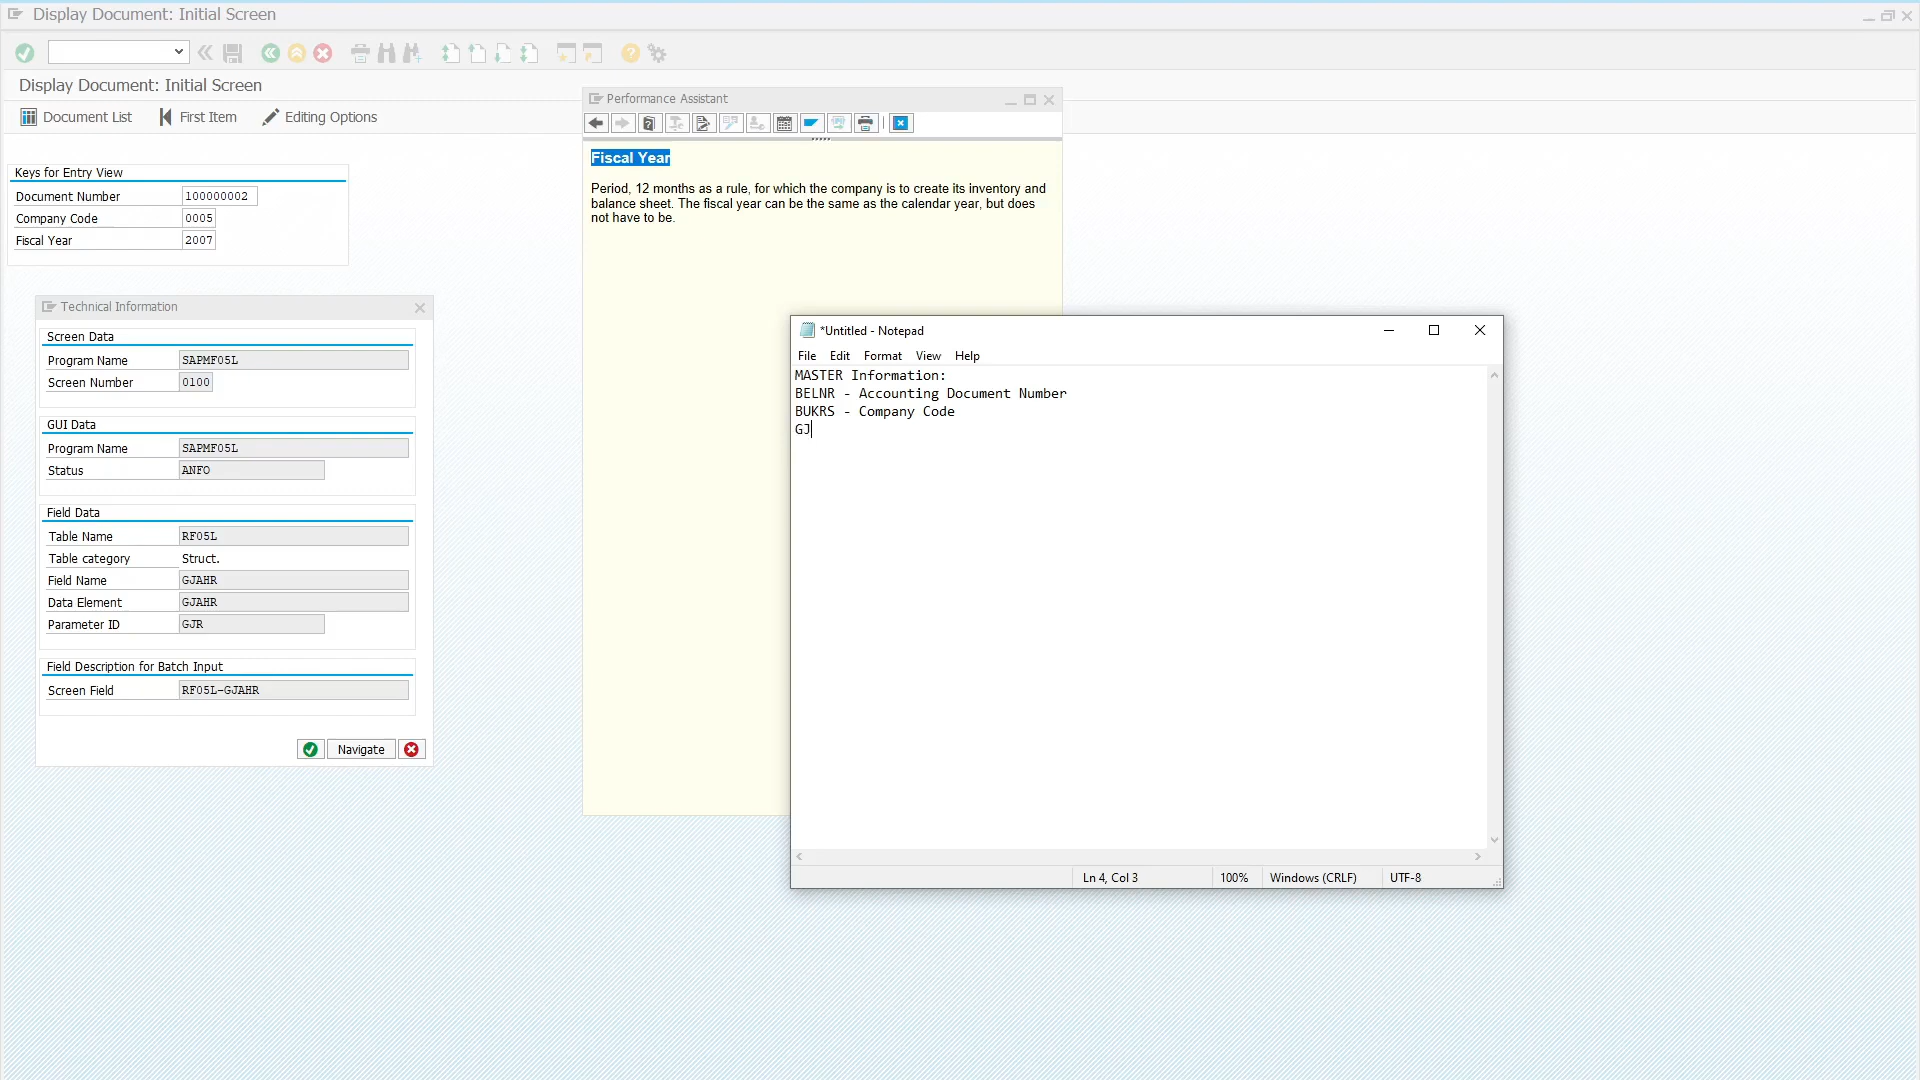 Display Document: Initial Screen
Display Document: Initial Screen
Document List
First Item
Editing Options
Keys for Entry View
Document Number 100000002
Company Code 0005
Fiscal Year 2007
Technical Information
Screen Data
Program Name SAPMF05L
Screen Number 0100
GUI Data
Program Name SAPMF05L
Status ANFO
Field Data
Table Name RF05L
Table category Struct.
Field Name GJAHR
Data Element GJAHR
Parameter ID GJR
Field Description for Batch Input
Screen Field RF05L-GJAHR
Navigate
Performance Assistant
Fiscal Year
Period, 12 months as a rule, for which the company is to create its inventory and
balance sheet. The fiscal year can be the same as the calendar year, but does
not have to be.
*Untitled - Notepad
File Edit Format View Help
MASTER Information:
BELNR - Accounting Document Number
BUKRS - Company Code
GJ
Ln 4, Col 3 100% Windows (CRLF) UTF-8